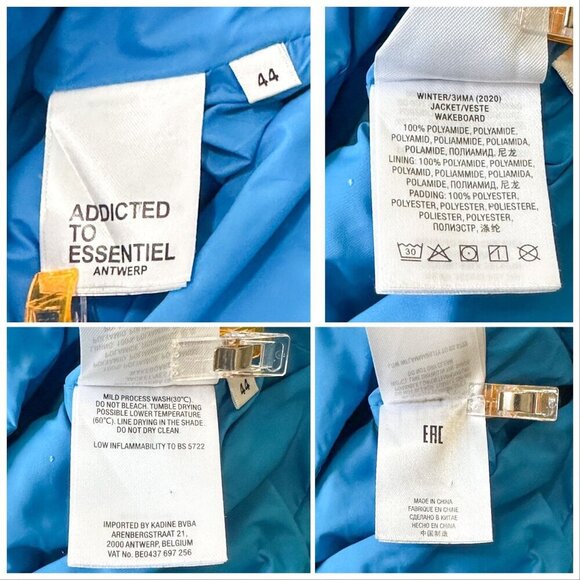 ADDICTED
TO
ESSENTIEL
ANTWERP
44
WINTER/ЗИМА (2020)
JACKET/VESTE
WAKEBOARD
100% POLYAMIDE, POLYAMIDE,
POLYAMID, POLIAMMIDE, POLIAMIDA,
POLAMIDE, ПОЛИАМИД, 尼龙
LINING: 100% POLYAMIDE, POLYAMIDE,
POLYAMID, POLIAMMIDE, POLIAMIDA,
POLAMIDE, ПОЛИАМИД, 尼龙
PADDING: 100% POLYESTER,
POLYESTER, POLYESTER, POLIESTERE,
POLIESTER, POLYESTER,
ПОЛИЭСТР, 涤纶
30
1
44
MILD PROCESS WASH(30°C)
DO NOT BLEACH. TUMBLE DRYING
POSSIBLE LOWER TEMPERATURE
(60℃). LINE DRYING IN THE SHADE.
DO NOT DRY CLEAN.
LOW INFLAMMABILITY TO BS 5722
IMPORTED BY KADINE BVBA
ARENBERGSTRAAT 21,
2000 ANTWERP, BELGIUM
VAT No. BE0437 697 256
EAC
MADE IN CHINA
FABRIQUE EN CHINE
СДЕЛАНО В КИТАЕ
HECHO EN CHINA
中国制造